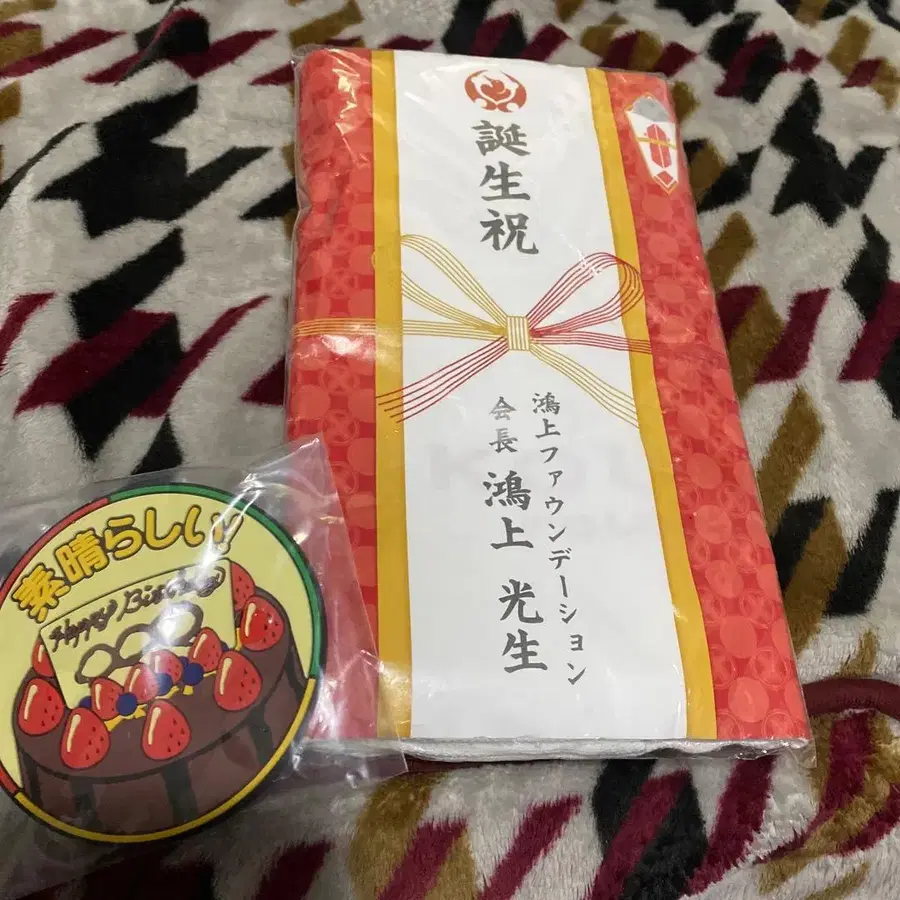 誕生祝
鴻上ファウンデーション
会長 鴻上 光生
素晴らしい!
Happy Birthday